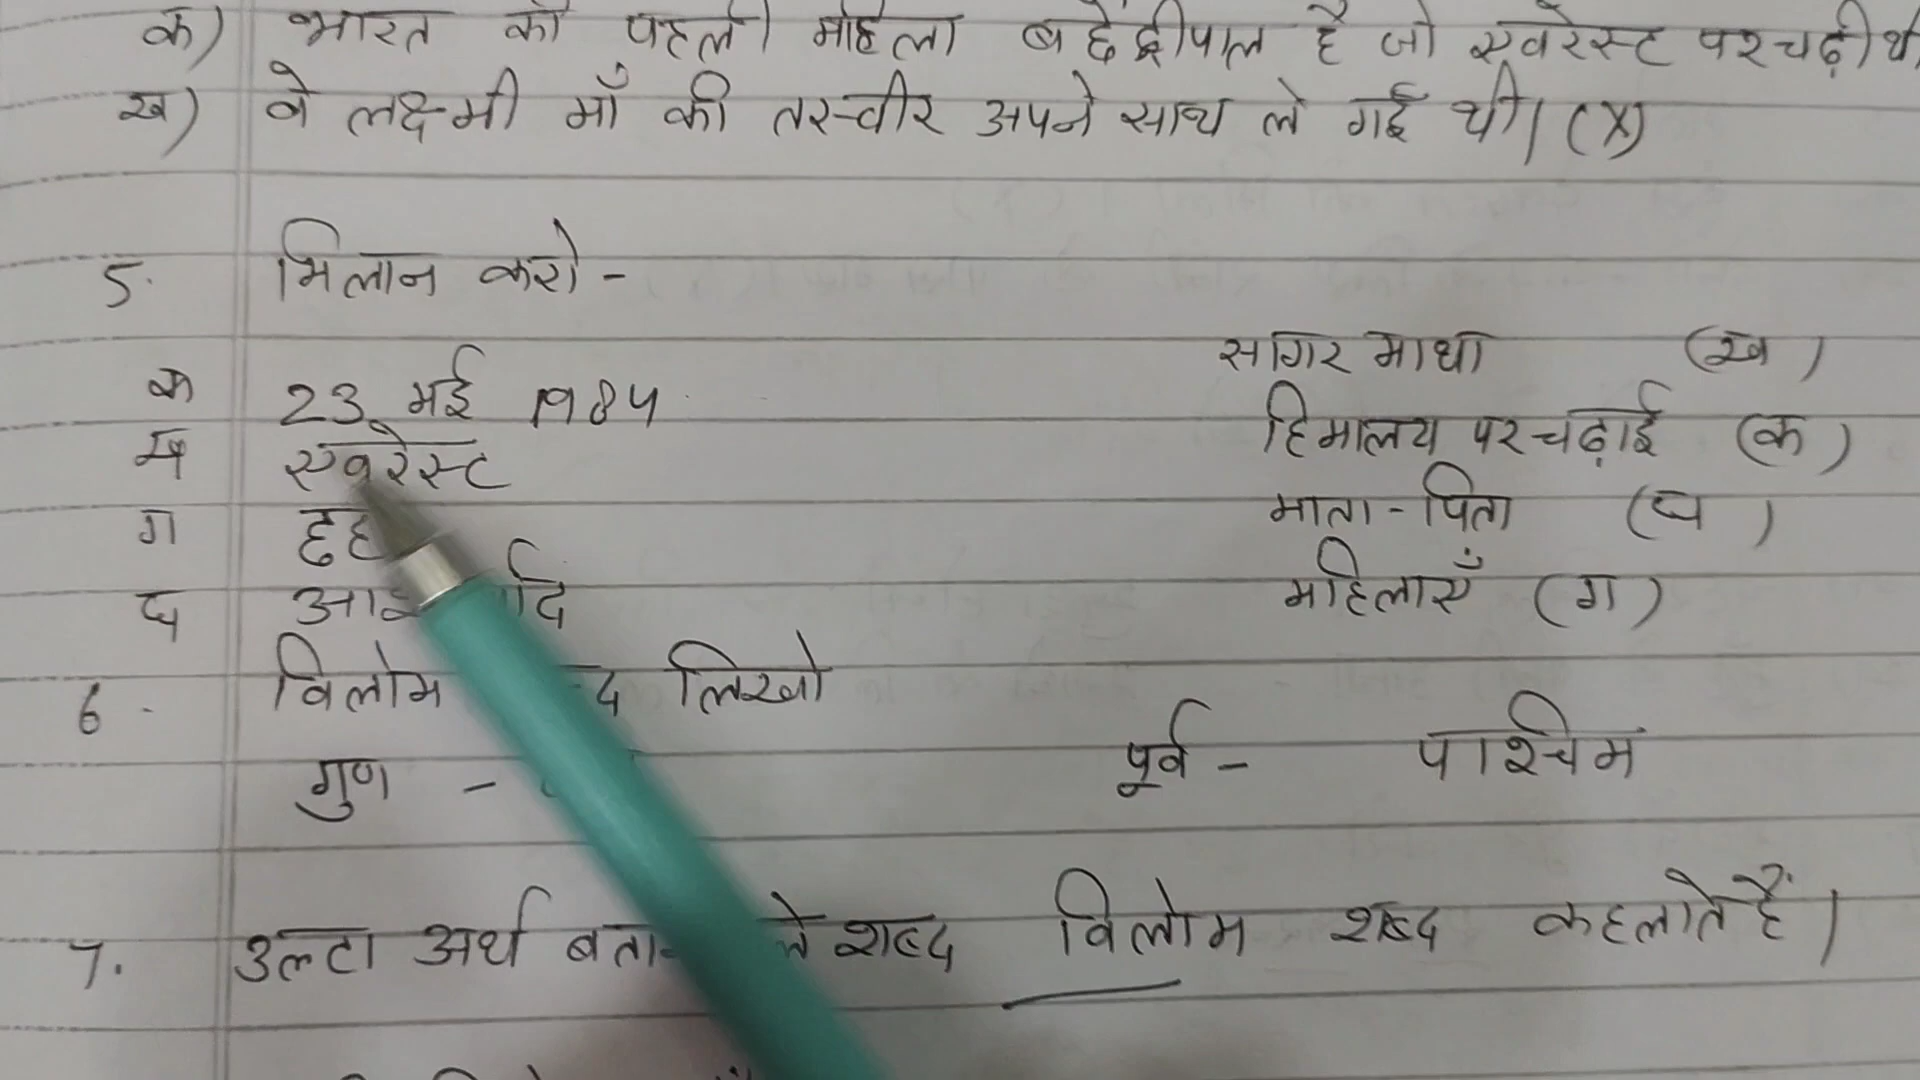 क) भारत की पहली महिला बछेंद्रीपाल है जो एवरेस्ट पर चढ़ी
ख) वे लक्ष्मी माँ की तस्वीर अपने साथ ले गई थी। (X)
5. मिलान करो -
क 23 मई 1984 सागर माथा (ख)
ख एवरेस्ट हिमालय पर चढ़ाई (क)
ग माता-पिता (घ)
घ महिलाएँ (ग)
6. विलोम लिखो
गुण - पूर्व - पश्चिम
7. उल्टा अर्थ शब्द विलोम शब्द कहलाते हैं।